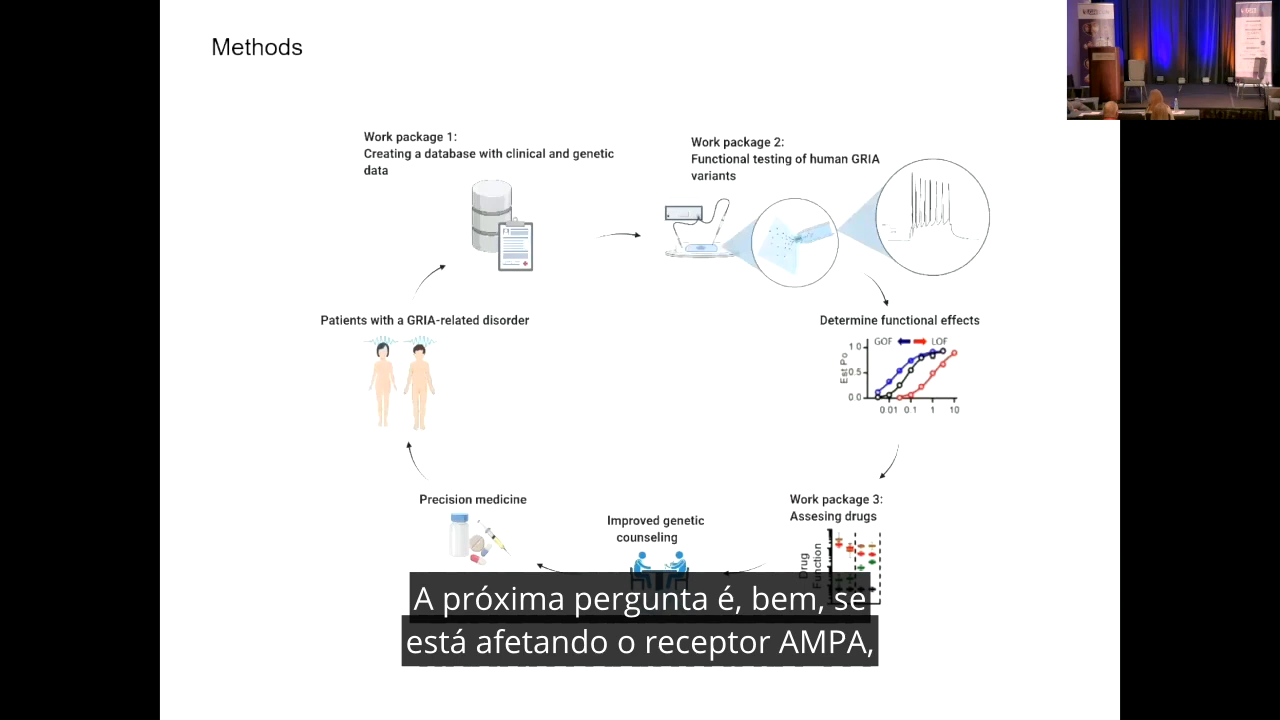 Methods
Work package 1:
Creating a database with clinical and genetic
data
Work package 2:
Functional testing of human GRIA
variants
Patients with a GRIA-related disorder
Determine functional effects
GOF
LOF
Est Po
1 0
0.5
0.0
0 01 0.1 1 10
Precision medicine
Improved genetic
counseling
Work package 3:
Assesing drugs
Drug
Function
A próxima pergunta é, bem, se
está afetando o receptor AMPA,